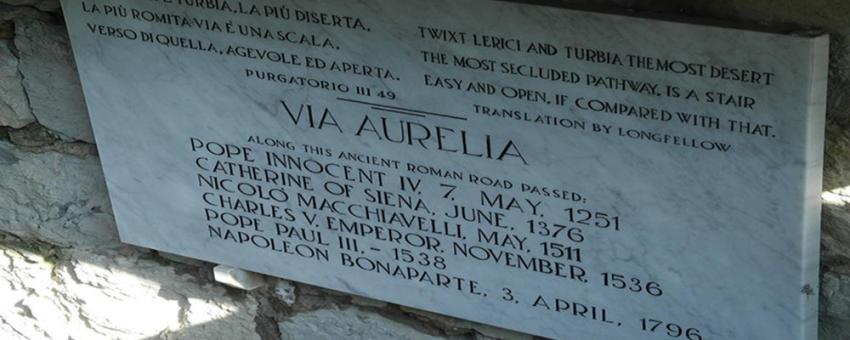 TURBIA, LA PIÙ DISERTA,
LA PIÙ ROMITA VIA É UNA SCALA,
VERSO DI QUELLA, AGEVOLE ED APERTA.
PURGATORIO III 49
TWIXT LERICI AND TURBIA THE MOST DESERT
THE MOST SECLUDED PATHWAY, IS A STAIR
EASY AND OPEN, IF COMPARED WITH THAT.
TRANSLATION BY LONGFELLOW
VIA AURELIA
ALONG THIS ANCIENT ROMAN ROAD PASSED:
POPE INNOCENT IV, 7, MAY, 1251
CATHERINE OF SIENA, JUNE, 1376
NICOLÓ MACCHIAVELLI, MAY, 1511
CHARLES V, EMPEROR, NOVEMBER, 1536
POPE PAUL III, - 1538
NAPOLEON BONAPARTE, 3, APRIL, 1796